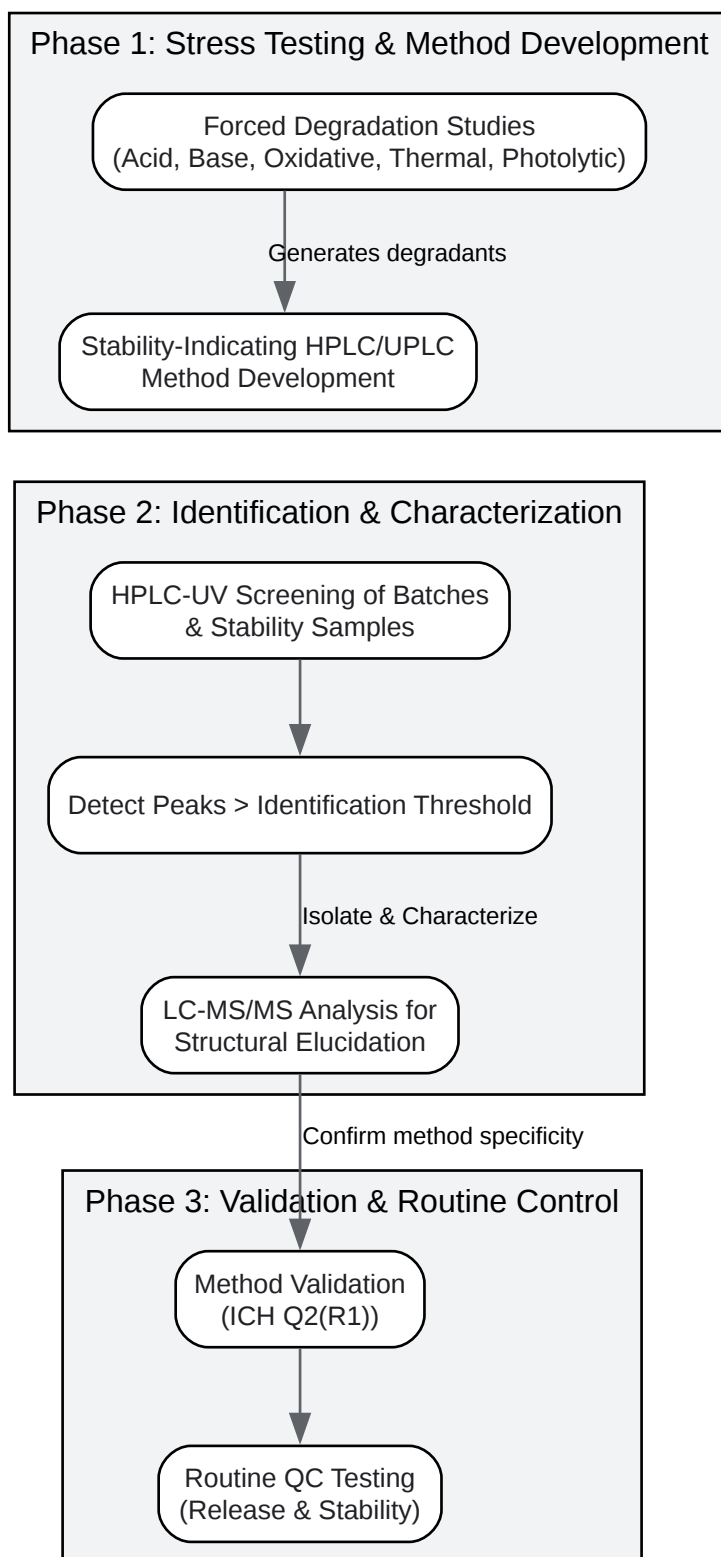 Phase 1: Stress Testing & Method Development
Forced Degradation Studies
(Acid, Base, Oxidative, Thermal, Photolytic)
Generates degradants
Stability-Indicating HPLC/UPLC
Method Development
Phase 2: Identification & Characterization
HPLC-UV Screening of Batches
& Stability Samples
Detect Peaks > Identification Threshold
Isolate & Characterize
LC-MS/MS Analysis for
Structural Elucidation
Confirm method specificity
Phase 3: Validation & Routine Control
Method Validation
(ICH Q2(R1))
Routine QC Testing
(Release & Stability)